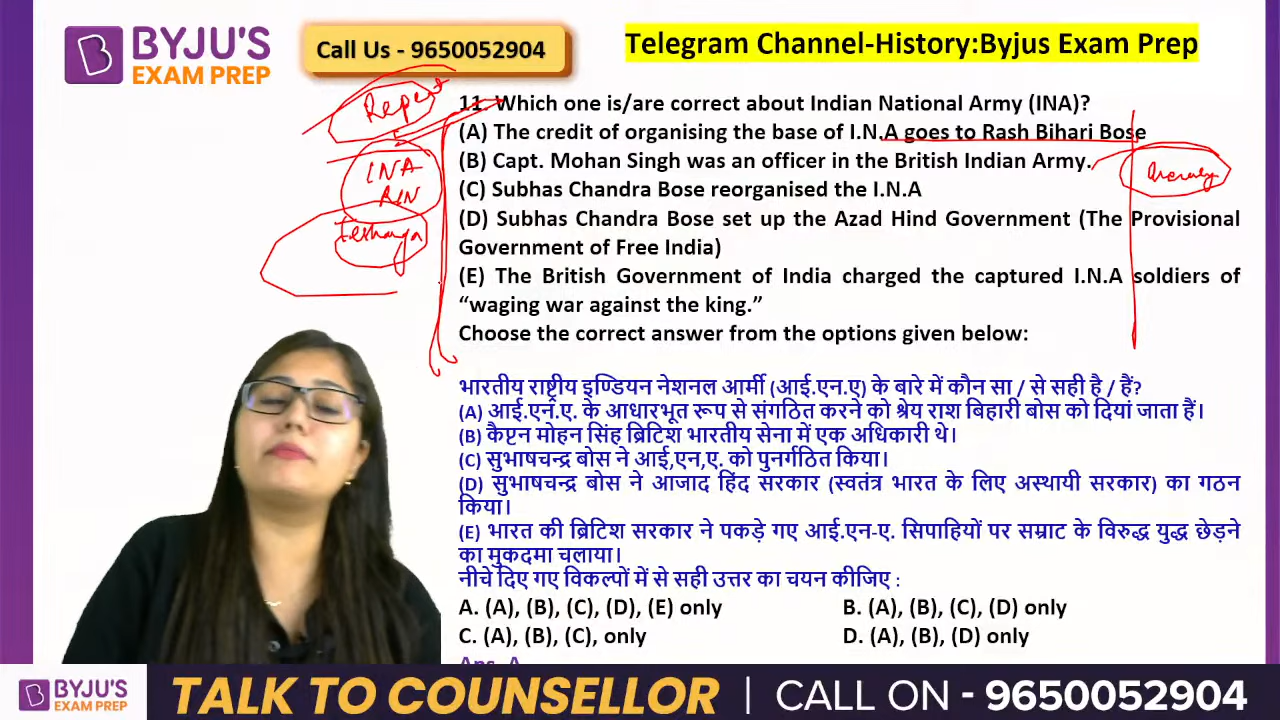 BYJU'S
EXAM PREP
Call Us - 9650052904
Telegram Channel-History:Byjus Exam Prep
Repeat
INA
RIN
11. Which one is/are correct about Indian National Army (INA)?
(A) The credit of organising the base of I.N.A goes to Rash Bihari Bose
(B) Capt. Mohan Singh was an officer in the British Indian Army.
(C) Subhas Chandra Bose reorganised the I.N.A
(D) Subhas Chandra Bose set up the Azad Hind Government (The Provisional
Government of Free India)
(E) The British Government of India charged the captured I.N.A soldiers of
“waging war against the king.”
Choose the correct answer from the options given below:
भारतीय राष्ट्रीय इण्डियन नेशनल आर्मी (आई.एन.ए) के बारे में कौन सा / से सही है / हैं?
(A) आई.एन.ए. के आधारभूत रूप से संगठित करने को श्रेय राश बिहारी बोस को दियां जाता हैं।
(B) कैप्टन मोहन सिंह ब्रिटिश भारतीय सेना में एक अधिकारी थे।
(C) सुभाषचन्द्र बोस ने आई,एन,ए. को पुनर्गठित किया।
(D) सुभाषचन्द्र बोस ने आजाद हिंद सरकार (स्वतंत्र भारत के लिए अस्थायी सरकार) का गठन
किया।
(E) भारत की ब्रिटिश सरकार ने पकड़े गए आई.एन-ए. सिपाहियों पर सम्राट के विरुद्ध युद्ध छेड़ने
का मुकदमा चलाया।
नीचे दिए गए विकल्पों में से सही उत्तर का चयन कीजिए :
A. (A), (B), (C), (D), (E) only
B. (A), (B), (C), (D) only
C. (A), (B), (C), only
D. (A), (B), (D) only
Ans. A
BYJU'S
EXAM PREP
TALK TO COUNSELLOR | CALL ON - 9650052904